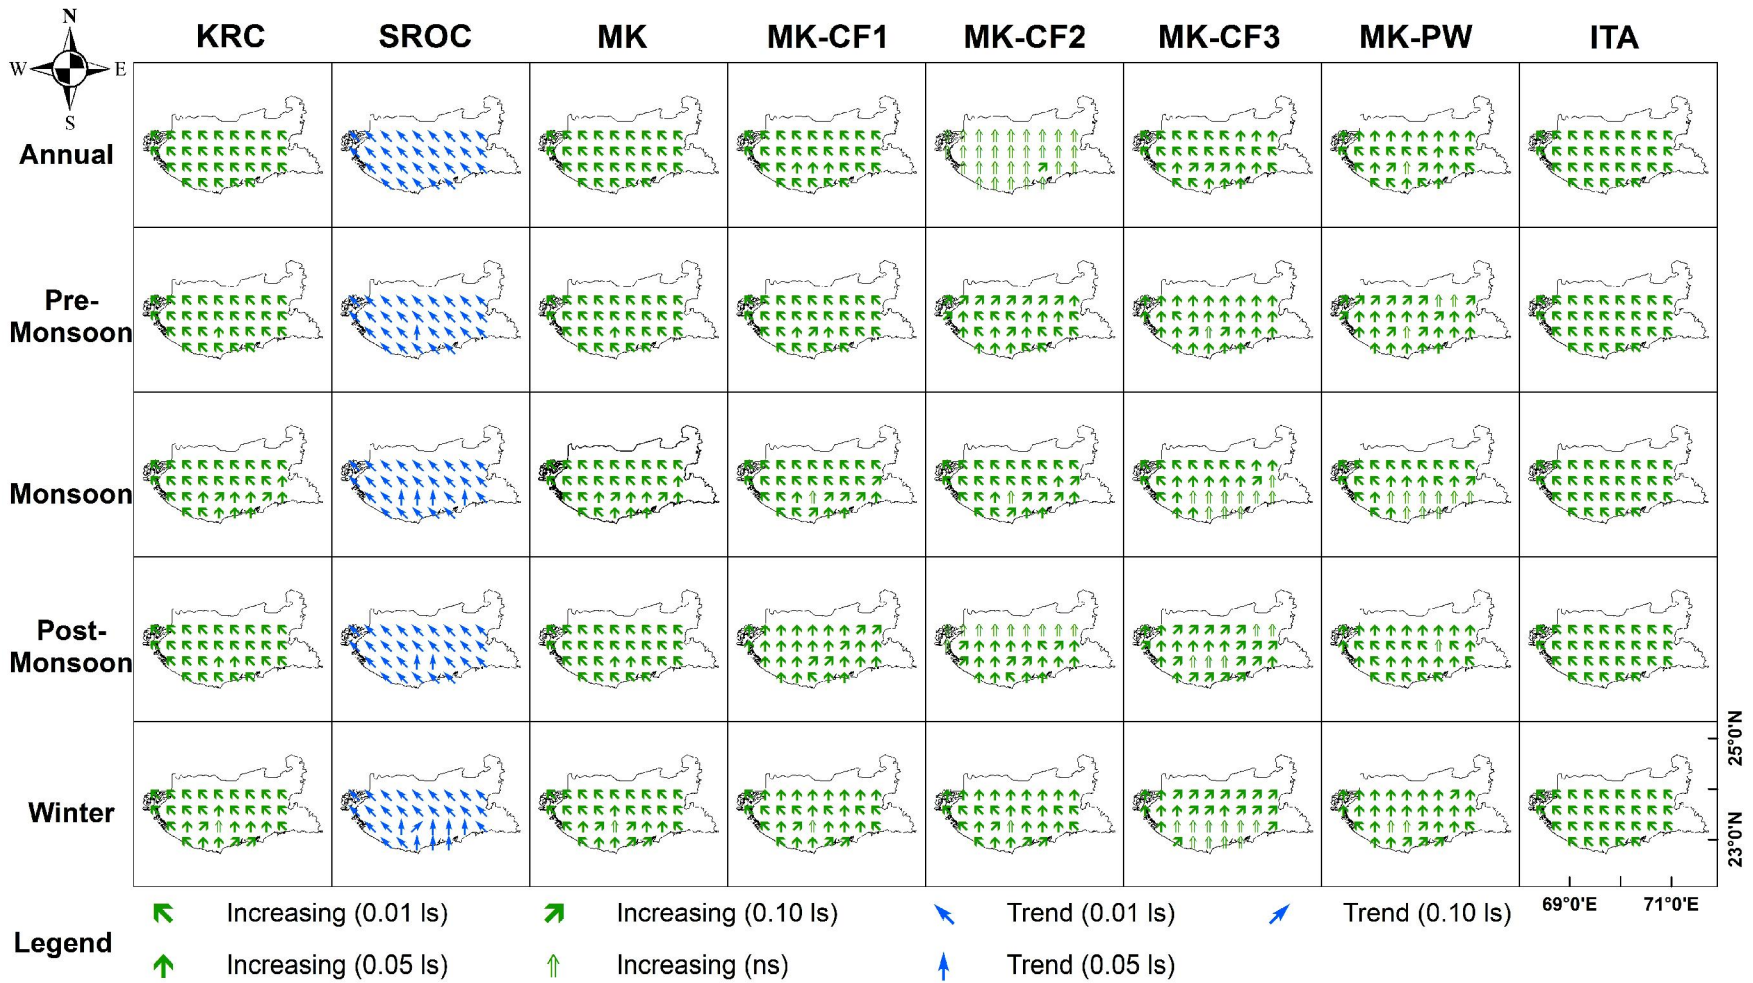 N
W E
S
KRC SROC MK MK-CF1 MK-CF2 MK-CF3 MK-PW ITA
Annual
Pre-
Monsoon
Monsoon
Post-
Monsoon
Winter
25°0'N
23°0'N
69°0'E 71°0'E
Legend
Increasing (0.01 ls) Increasing (0.10 ls) Trend (0.01 ls) Trend (0.10 ls)
Increasing (0.05 ls) Increasing (ns) Trend (0.05 ls)